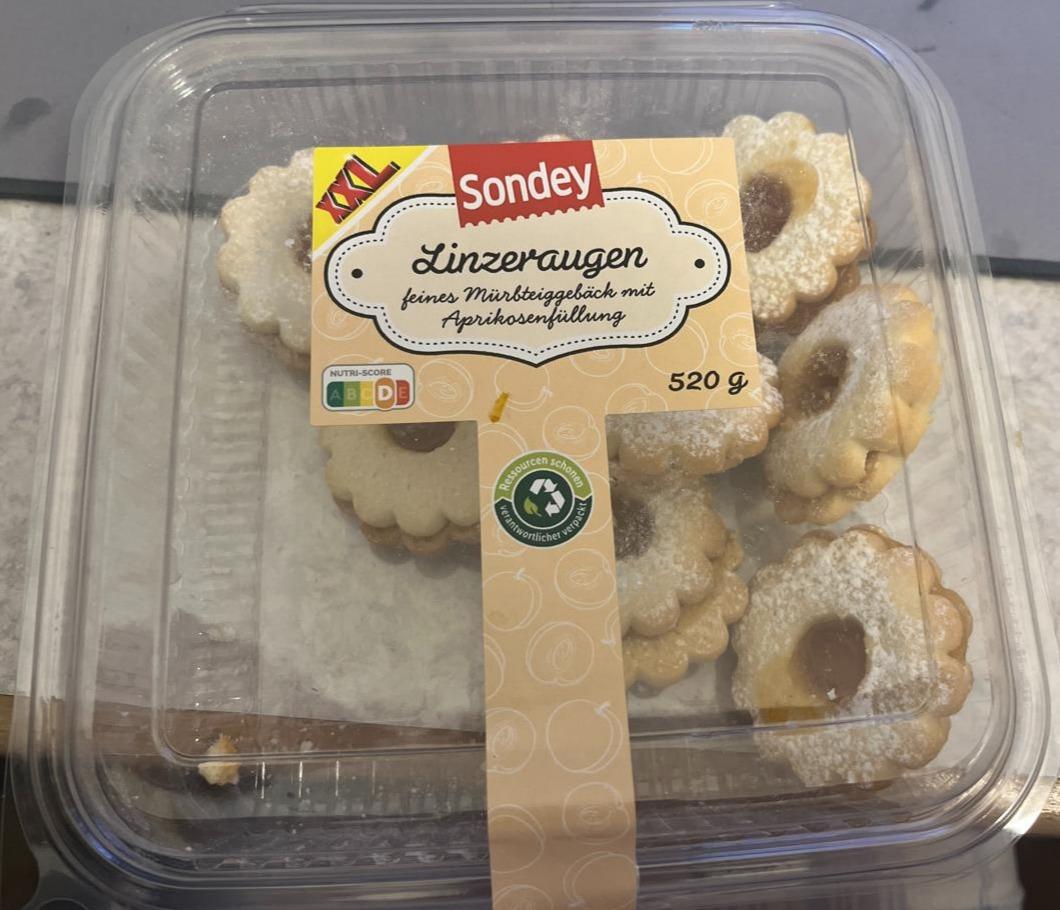 XXL
Sondey
Linzeraugen
feines Mürbteiggebäck mit
Aprikosenfüllung
NUTRI-SCORE
A B C D E
520 g
Ressourcen schonen
verantwortlicher verpackt